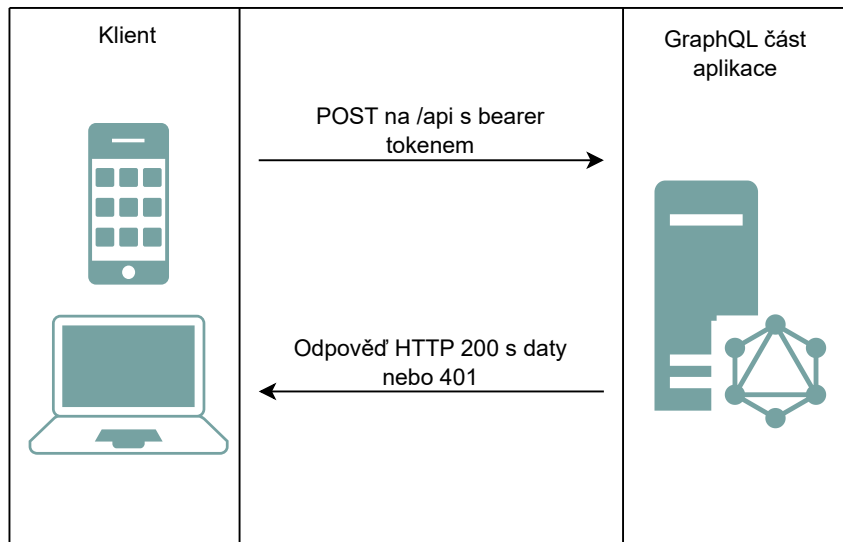 Klient
GraphQL část
aplikace
POST na /api s bearer
tokenem
Odpověď HTTP 200 s daty
nebo 401